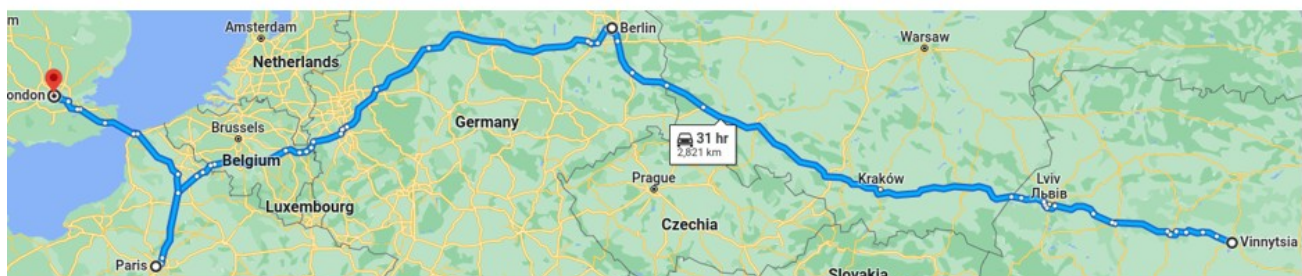 m
Amsterdam
Berlin
Warsaw
Netherlands
ondon
Brussels
Germany
31 hr
2,821 km
Belgium
Prague
Kraków
Lviv
Львів
Luxembourg
Czechia
Vinnytsia
Paris
Slovakia